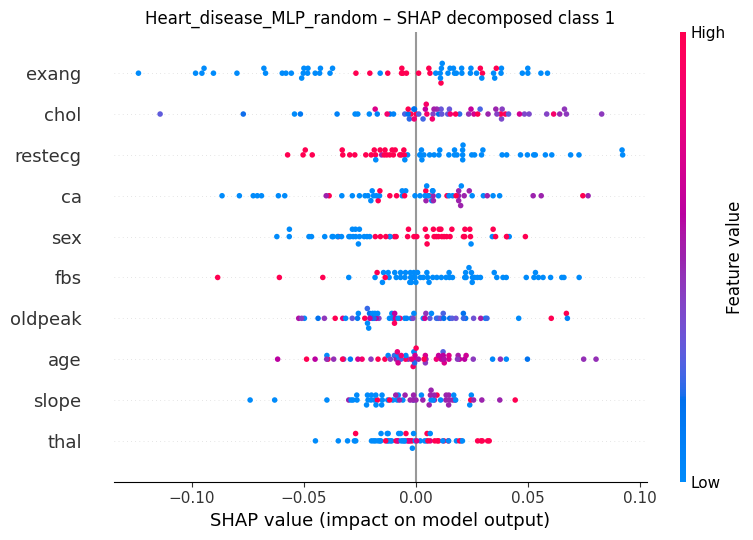 Heart_disease_MLP_random – SHAP decomposed class 1
High
exang
chol
restecg
ca
sex
fbs
oldpeak
age
slope
thal
Feature value
Low
−0.10 −0.05 0.00 0.05 0.10
SHAP value (impact on model output)